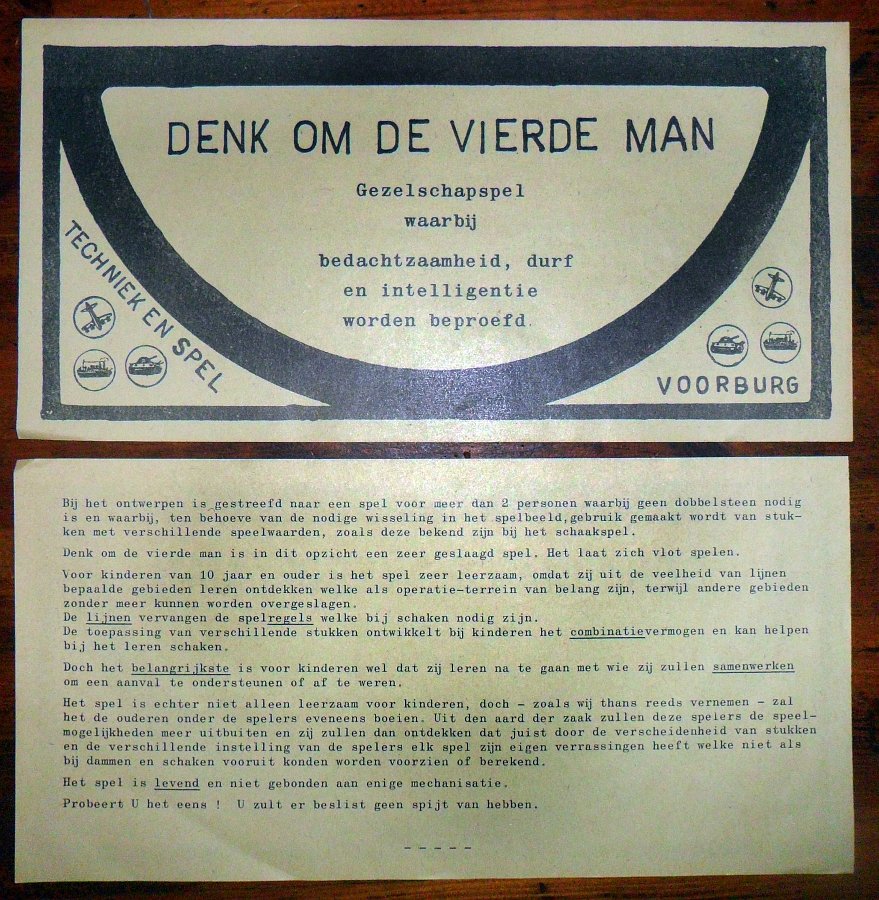 DENK OM DE VIERDE MAN
Gezelschapspel
waarbij
bedachtzaamheid, durf
en intelligentie
worden beproefd.
TECHNIEK EN SPEL
VOORBURG
Bij het ontwerpen is gestreefd naar een spel voor meer dan 2 personen waarbij geen dobbelsteen nodig
is en waarbij, ten behoeve van de nodige wisseling in het spelbeeld, gebruik gemaakt wordt van stuk-
ken met verschillende speelwaarden, zoals deze bekend zijn bij het schaakspel.
Denk om de vierde man is in dit opzicht een zeer geslaagd spel. Het laat zich vlot spelen.
Voor kinderen van 10 jaar en ouder is het spel zeer leerzaam, omdat zij uit de veelheid van lijnen
bepaalde gebieden leren ontdekken welke als operatie-terrein van belang zijn, terwijl andere gebieden
zonder meer kunnen worden overgeslagen.
De lijnen vervangen de spelregels welke bij schaken nodig zijn.
De toepassing van verschillende stukken ontwikkelt bij kinderen het combinatievermogen en kan helpen
bij het leren schaken.
Doch het belangrijkste is voor kinderen wel dat zij leren na te gaan met wie zij zullen samenwerken
om een aanval te ondersteunen of af te weren.
Het spel is echter niet alleen leerzaam voor kinderen, doch - zoals wij thans reeds vernemen - zal
het de ouderen onder de spelers eveneens boeien. Uit den aard der zaak zullen deze spelers de speel-
mogelijkheden meer uitbuiten en zij zullen dan ontdekken dat juist door de verscheidenheid van stukken
en de verschillende instelling van de spelers elk spel zijn eigen verrassingen heeft welke niet als
bij dammen en schaken vooruit konden worden voorzien of berekend.
Het spel is levend en niet gebonden aan enige mechanisatie.
Probeert U het eens ! U zult er beslist geen spijt van hebben.
- - - - -